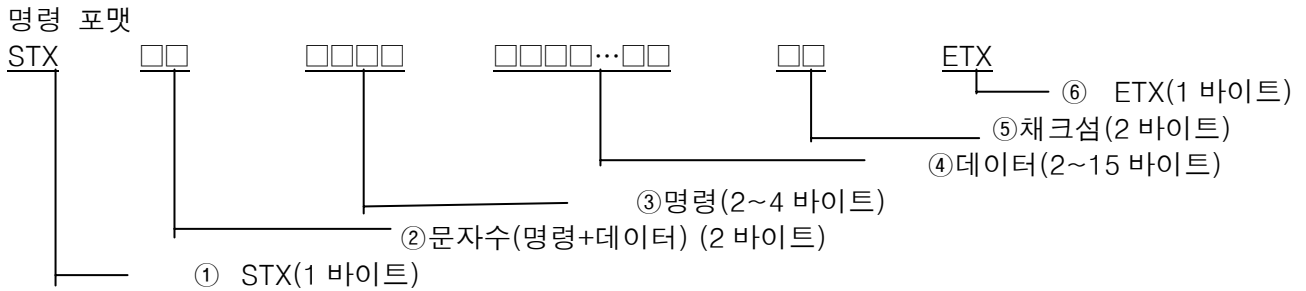 명령 포맷
STX □□ □□□□ □□□□…□□ □□ ETX
⑥ ETX(1 바이트)
⑤채크섬(2 바이트)
④데이터(2~15 바이트)
③명령(2~4 바이트)
②문자수(명령+데이터) (2 바이트)
① STX(1 바이트)